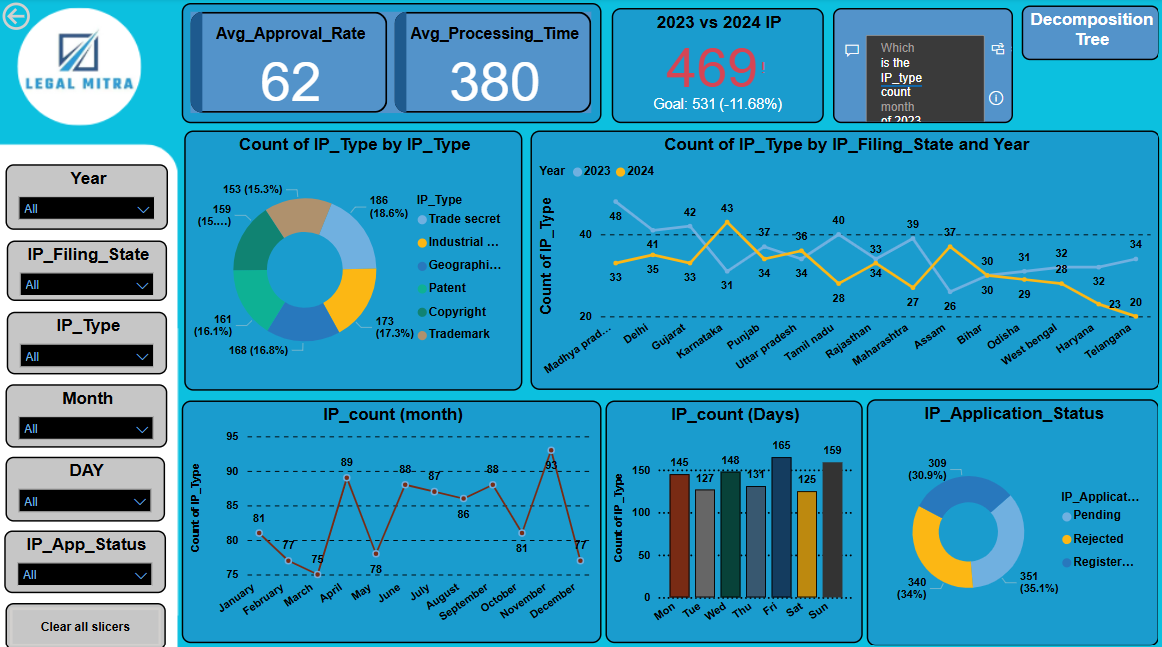 LEGAL MITRA
Avg_Approval_Rate
62
Avg_Processing_Time
380
2023 vs 2024 IP
469!
Goal: 531 (-11.68%)
Which
is the
IP_type
count
month
of 2023
Decomposition
Tree
Year
All
IP_Filing_State
All
IP_Type
All
Month
All
DAY
All
IP_App_Status
All
Clear all slicers
Count of IP_Type by IP_Type
153 (15.3%)
186
(18.6%)
159
(15....)
161
(16.1%)
168 (16.8%)
173
(17.3%)
IP_Type
Trade secret
Industrial ...
Geographi...
Patent
Copyright
Trademark
Count of IP_Type by IP_Filing_State and Year
Year 2023 2024
Count of IP_Type
40
20
48 41 42 31 37 34 40 33 39 26 30 31 32 32 34
33 35 33 43 34 36 28 34 27 37 30 29 28 23 20
Madhya prad...
Delhi
Gujarat
Karnataka
Punjab
Uttar pradesh
Tamil nadu
Rajasthan
Maharashtra
Assam
Bihar
Odisha
West bengal
Haryana
Telangana
IP_count (month)
Count of IP_Type
95
90
85
80
75
81 77 75 89 78 88 87 86 88 81 93 77
January
February
March
April
May
June
July
August
September
October
November
December
IP_count (Days)
Count of IP_Type
150
100
50
0
145 127 148 131 165 125 159
Mon Tue Wed Thu Fri Sat Sun
IP_Application_Status
309
(30.9%)
340
(34%)
351
(35.1%)
IP_Applicat...
Pending
Rejected
Register...